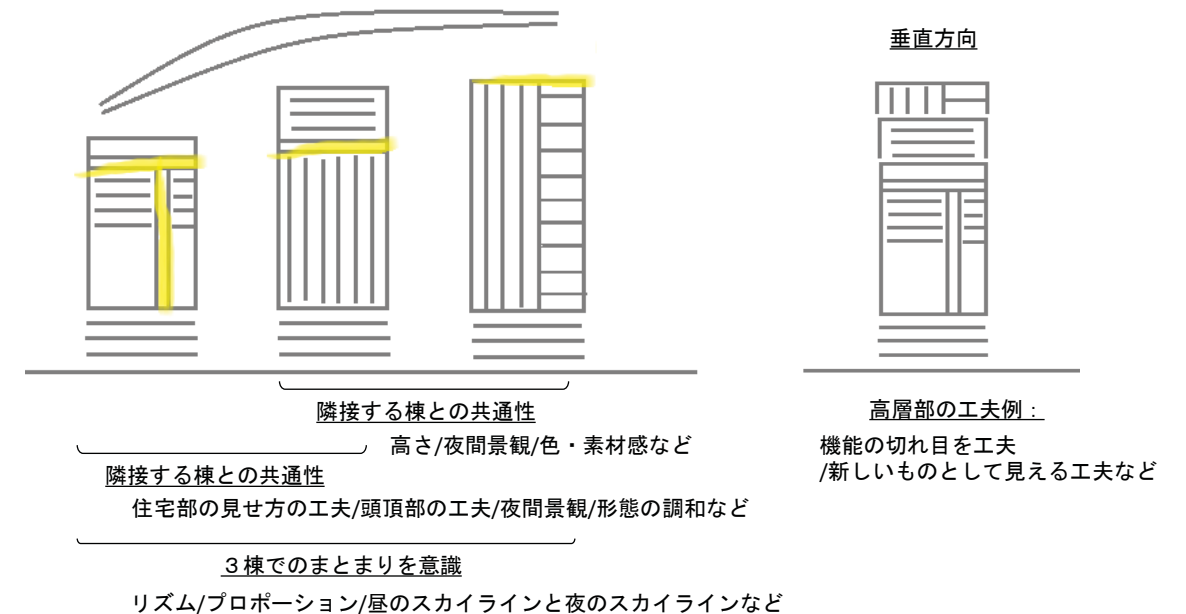 垂直方向
隣接する棟との共通性
高さ/夜間景観/色・素材感など
隣接する棟との共通性
住宅部の見せ方の工夫/頭頂部の工夫/夜間景観/形態の調和など
３棟でのまとまりを意識
リズム/プロポーション/昼のスカイラインと夜のスカイラインなど
高層部の工夫例：
機能の切れ目を工夫
/新しいものとして見える工夫など